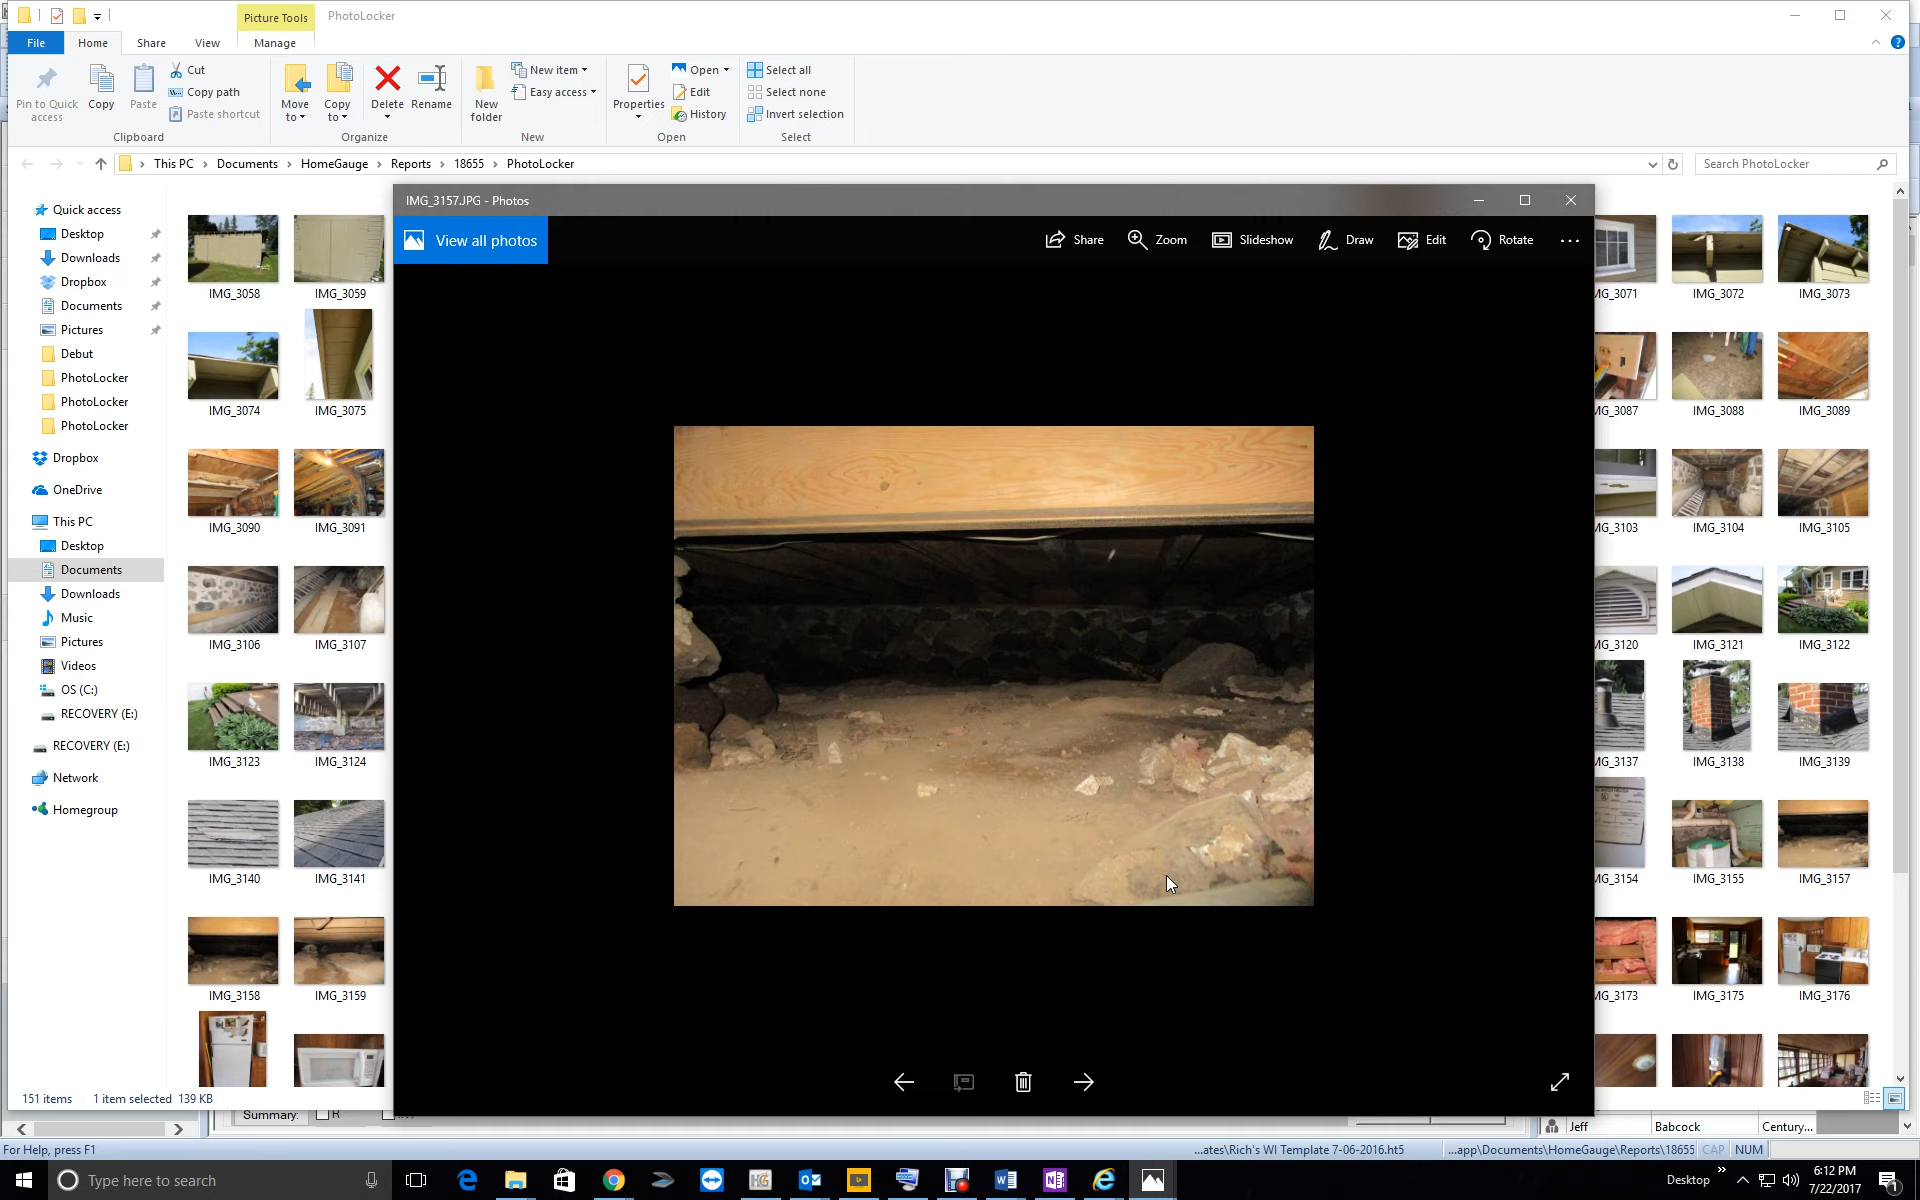 Picture Tools
PhotoLocker
File
Home
Share
View
Manage
Pin to Quick access
Copy
Paste
Cut
Copy path
Paste shortcut
Clipboard
Move to
Copy to
Delete
Rename
Organize
New folder
New item
Easy access
New
Properties
Open
Edit
History
Open
Select all
Select none
Invert selection
Select
This PC
Documents
HomeGauge
Reports
18655
PhotoLocker
Search PhotoLocker
Quick access
Desktop
Downloads
Dropbox
Documents
Pictures
Debut
PhotoLocker
PhotoLocker
PhotoLocker
Dropbox
OneDrive
This PC
Desktop
Documents
Downloads
Music
Pictures
Videos
OS (C:)
RECOVERY (E:)
RECOVERY (E:)
Network
Homegroup
IMG_3157.JPG - Photos
View all photos
Share
Zoom
Slideshow
Draw
Edit
Rotate
IMG_3058
IMG_3059
MG_3071
IMG_3072
IMG_3073
IMG_3074
IMG_3075
MG_3087
IMG_3088
IMG_3089
IMG_3090
IMG_3091
MG_3103
IMG_3104
IMG_3105
IMG_3106
IMG_3107
MG_3120
IMG_3121
IMG_3122
IMG_3123
IMG_3124
MG_3137
IMG_3138
IMG_3139
IMG_3140
IMG_3141
MG_3154
IMG_3155
IMG_3157
IMG_3158
IMG_3159
MG_3173
IMG_3175
IMG_3176
151 items
1 item selected 139 KB
Summary:
R
Jeff
Babcock
Century...
For Help, press F1
...ates\Rich's WI Template 7-06-2016.ht5
...app\Documents\HomeGauge\Reports\18655
CAP
NUM
Type here to search
Desktop
6:12 PM
7/22/2017
1